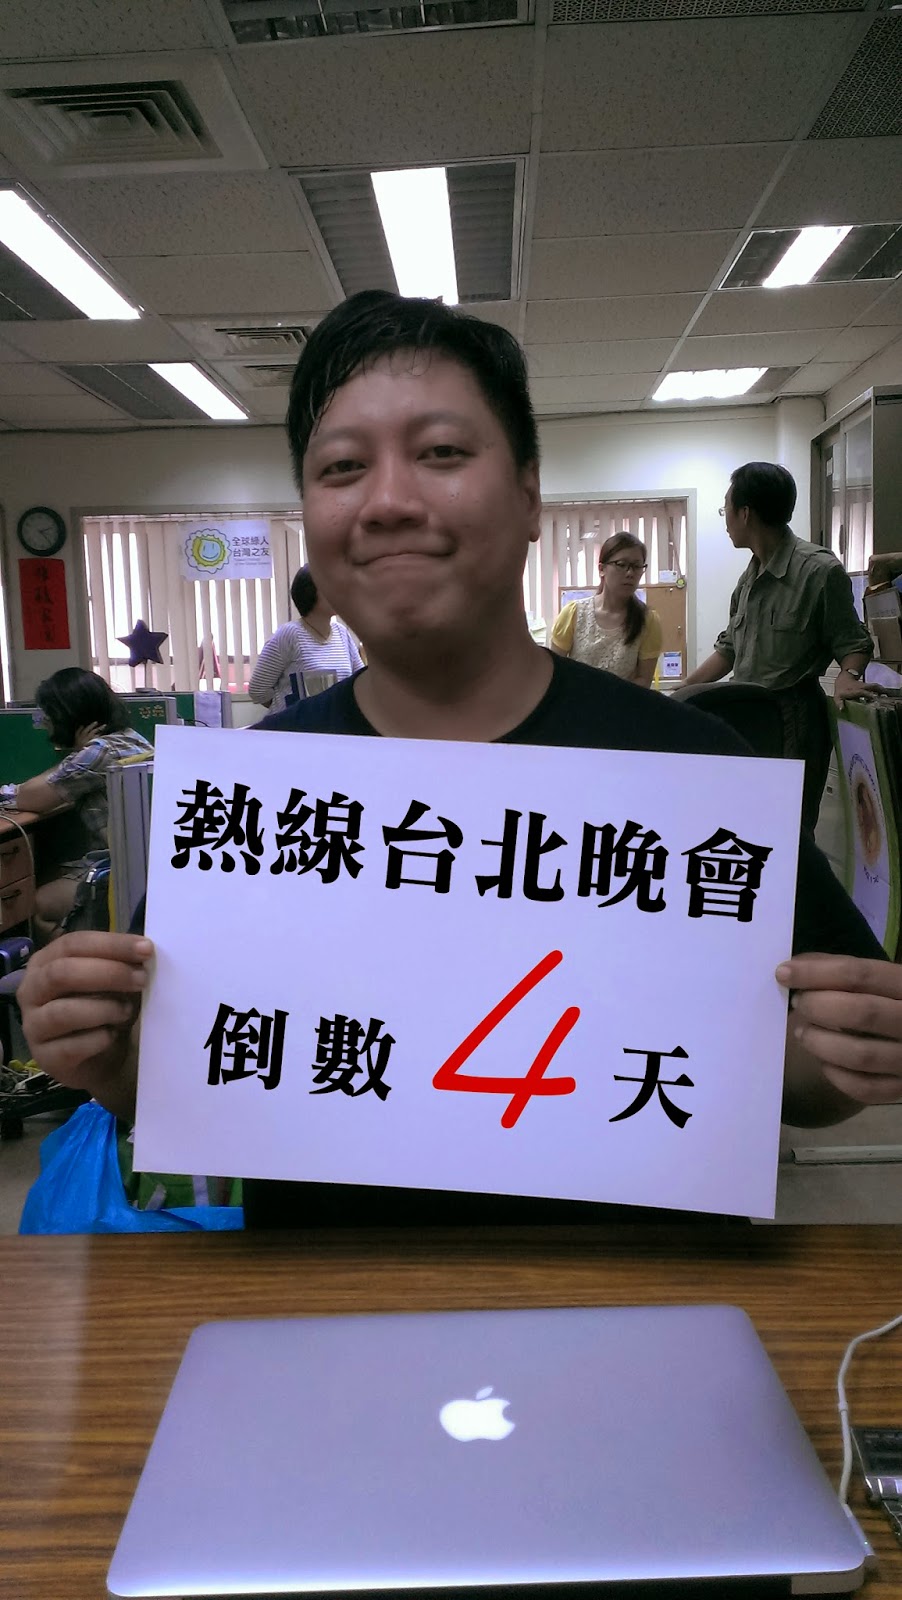 全球綠人
台灣之友
熱線台北晚會
倒數4天